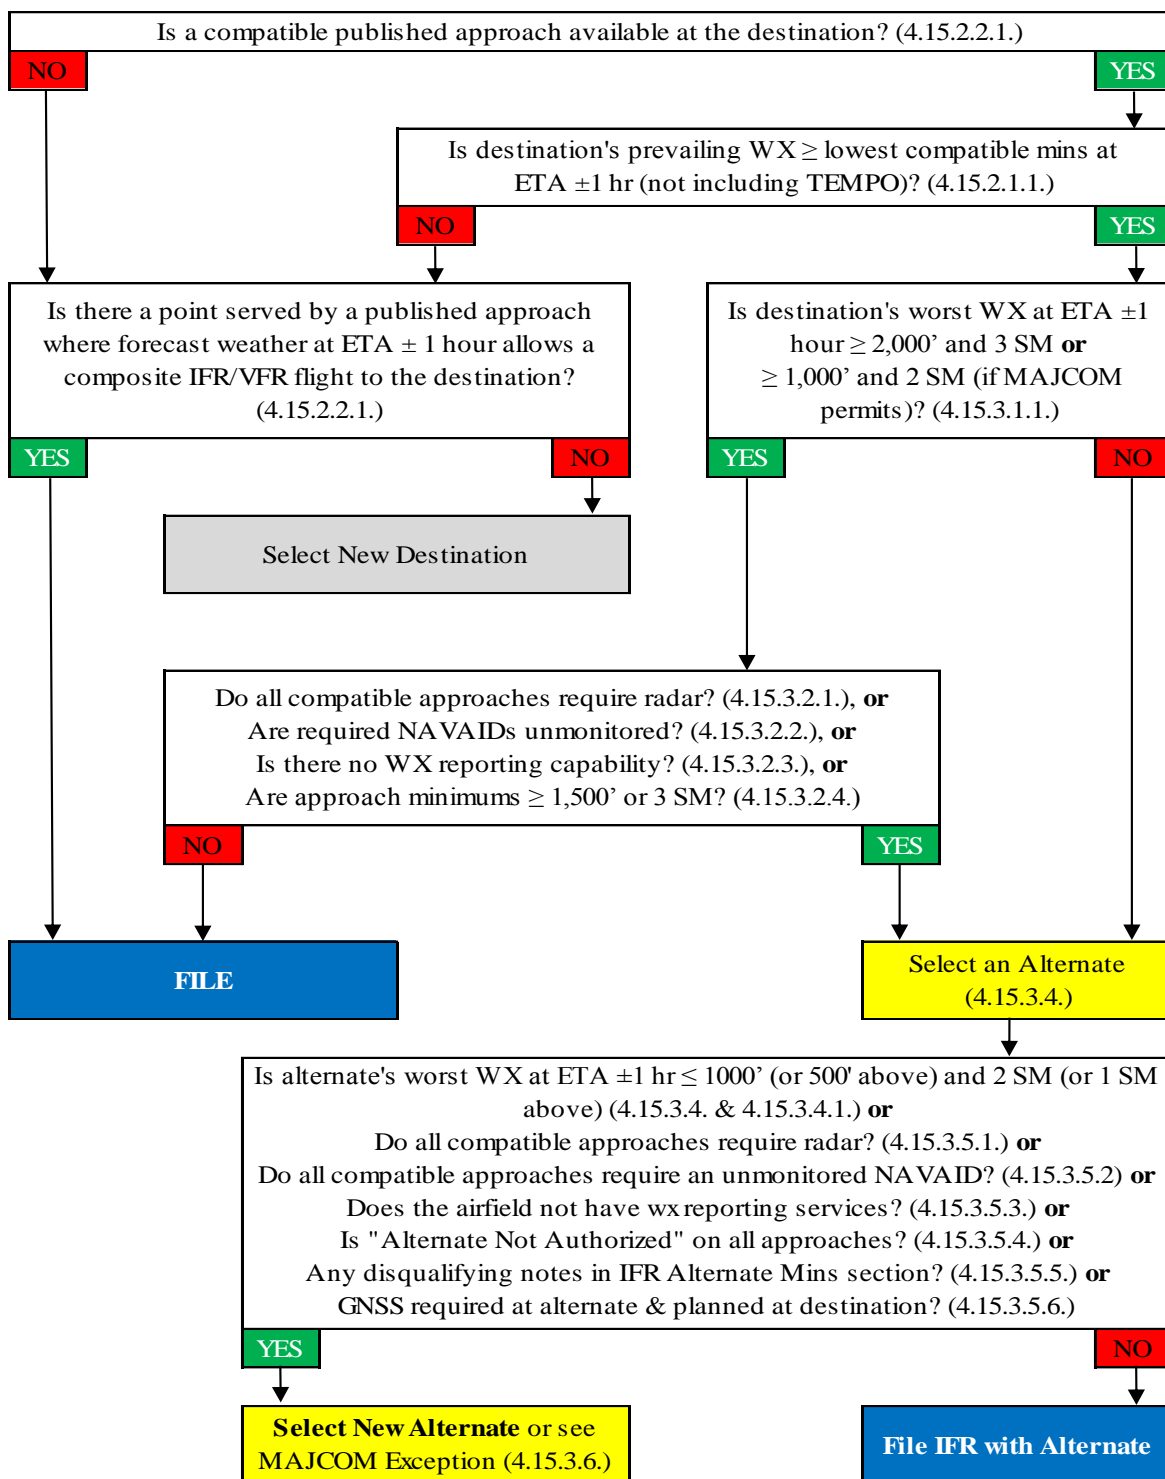 Is a compatible published approach available at the destination? (4.15.2.2.1.)
NO
YES
Is destination's prevailing WX ≥ lowest compatible mins at
ETA ±1 hr (not including TEMPO)? (4.15.2.1.1.)
NO
YES
Is there a point served by a published approach
where forecast weather at ETA ± 1 hour allows a
composite IFR/VFR flight to the destination?
(4.15.2.2.1.)
YES
NO
Is destination's worst WX at ETA ±1
hour ≥ 2,000’ and 3 SM or
≥ 1,000’ and 2 SM (if MAJCOM
permits)? (4.15.3.1.1.)
YES
NO
Select New Destination
Do all compatible approaches require radar? (4.15.3.2.1.), or
Are required NAVAIDs unmonitored? (4.15.3.2.2.), or
Is there no WX reporting capability? (4.15.3.2.3.), or
Are approach minimums ≥ 1,500’ or 3 SM? (4.15.3.2.4.)
NO
YES
FILE
Select an Alternate
(4.15.3.4.)
Is alternate's worst WX at ETA ±1 hr ≤ 1000’ (or 500' above) and 2 SM (or 1 SM
above) (4.15.3.4. & 4.15.3.4.1.) or
Do all compatible approaches require radar? (4.15.3.5.1.) or
Do all compatible approaches require an unmonitored NAVAID? (4.15.3.5.2) or
Does the airfield not have wx reporting services? (4.15.3.5.3.) or
Is "Alternate Not Authorized" on all approaches? (4.15.3.5.4.) or
Any disqualifying notes in IFR Alternate Mins section? (4.15.3.5.5.) or
GNSS required at alternate & planned at destination? (4.15.3.5.6.)
YES
NO
Select New Alternate or see
MAJCOM Exception (4.15.3.6.)
File IFR with Alternate